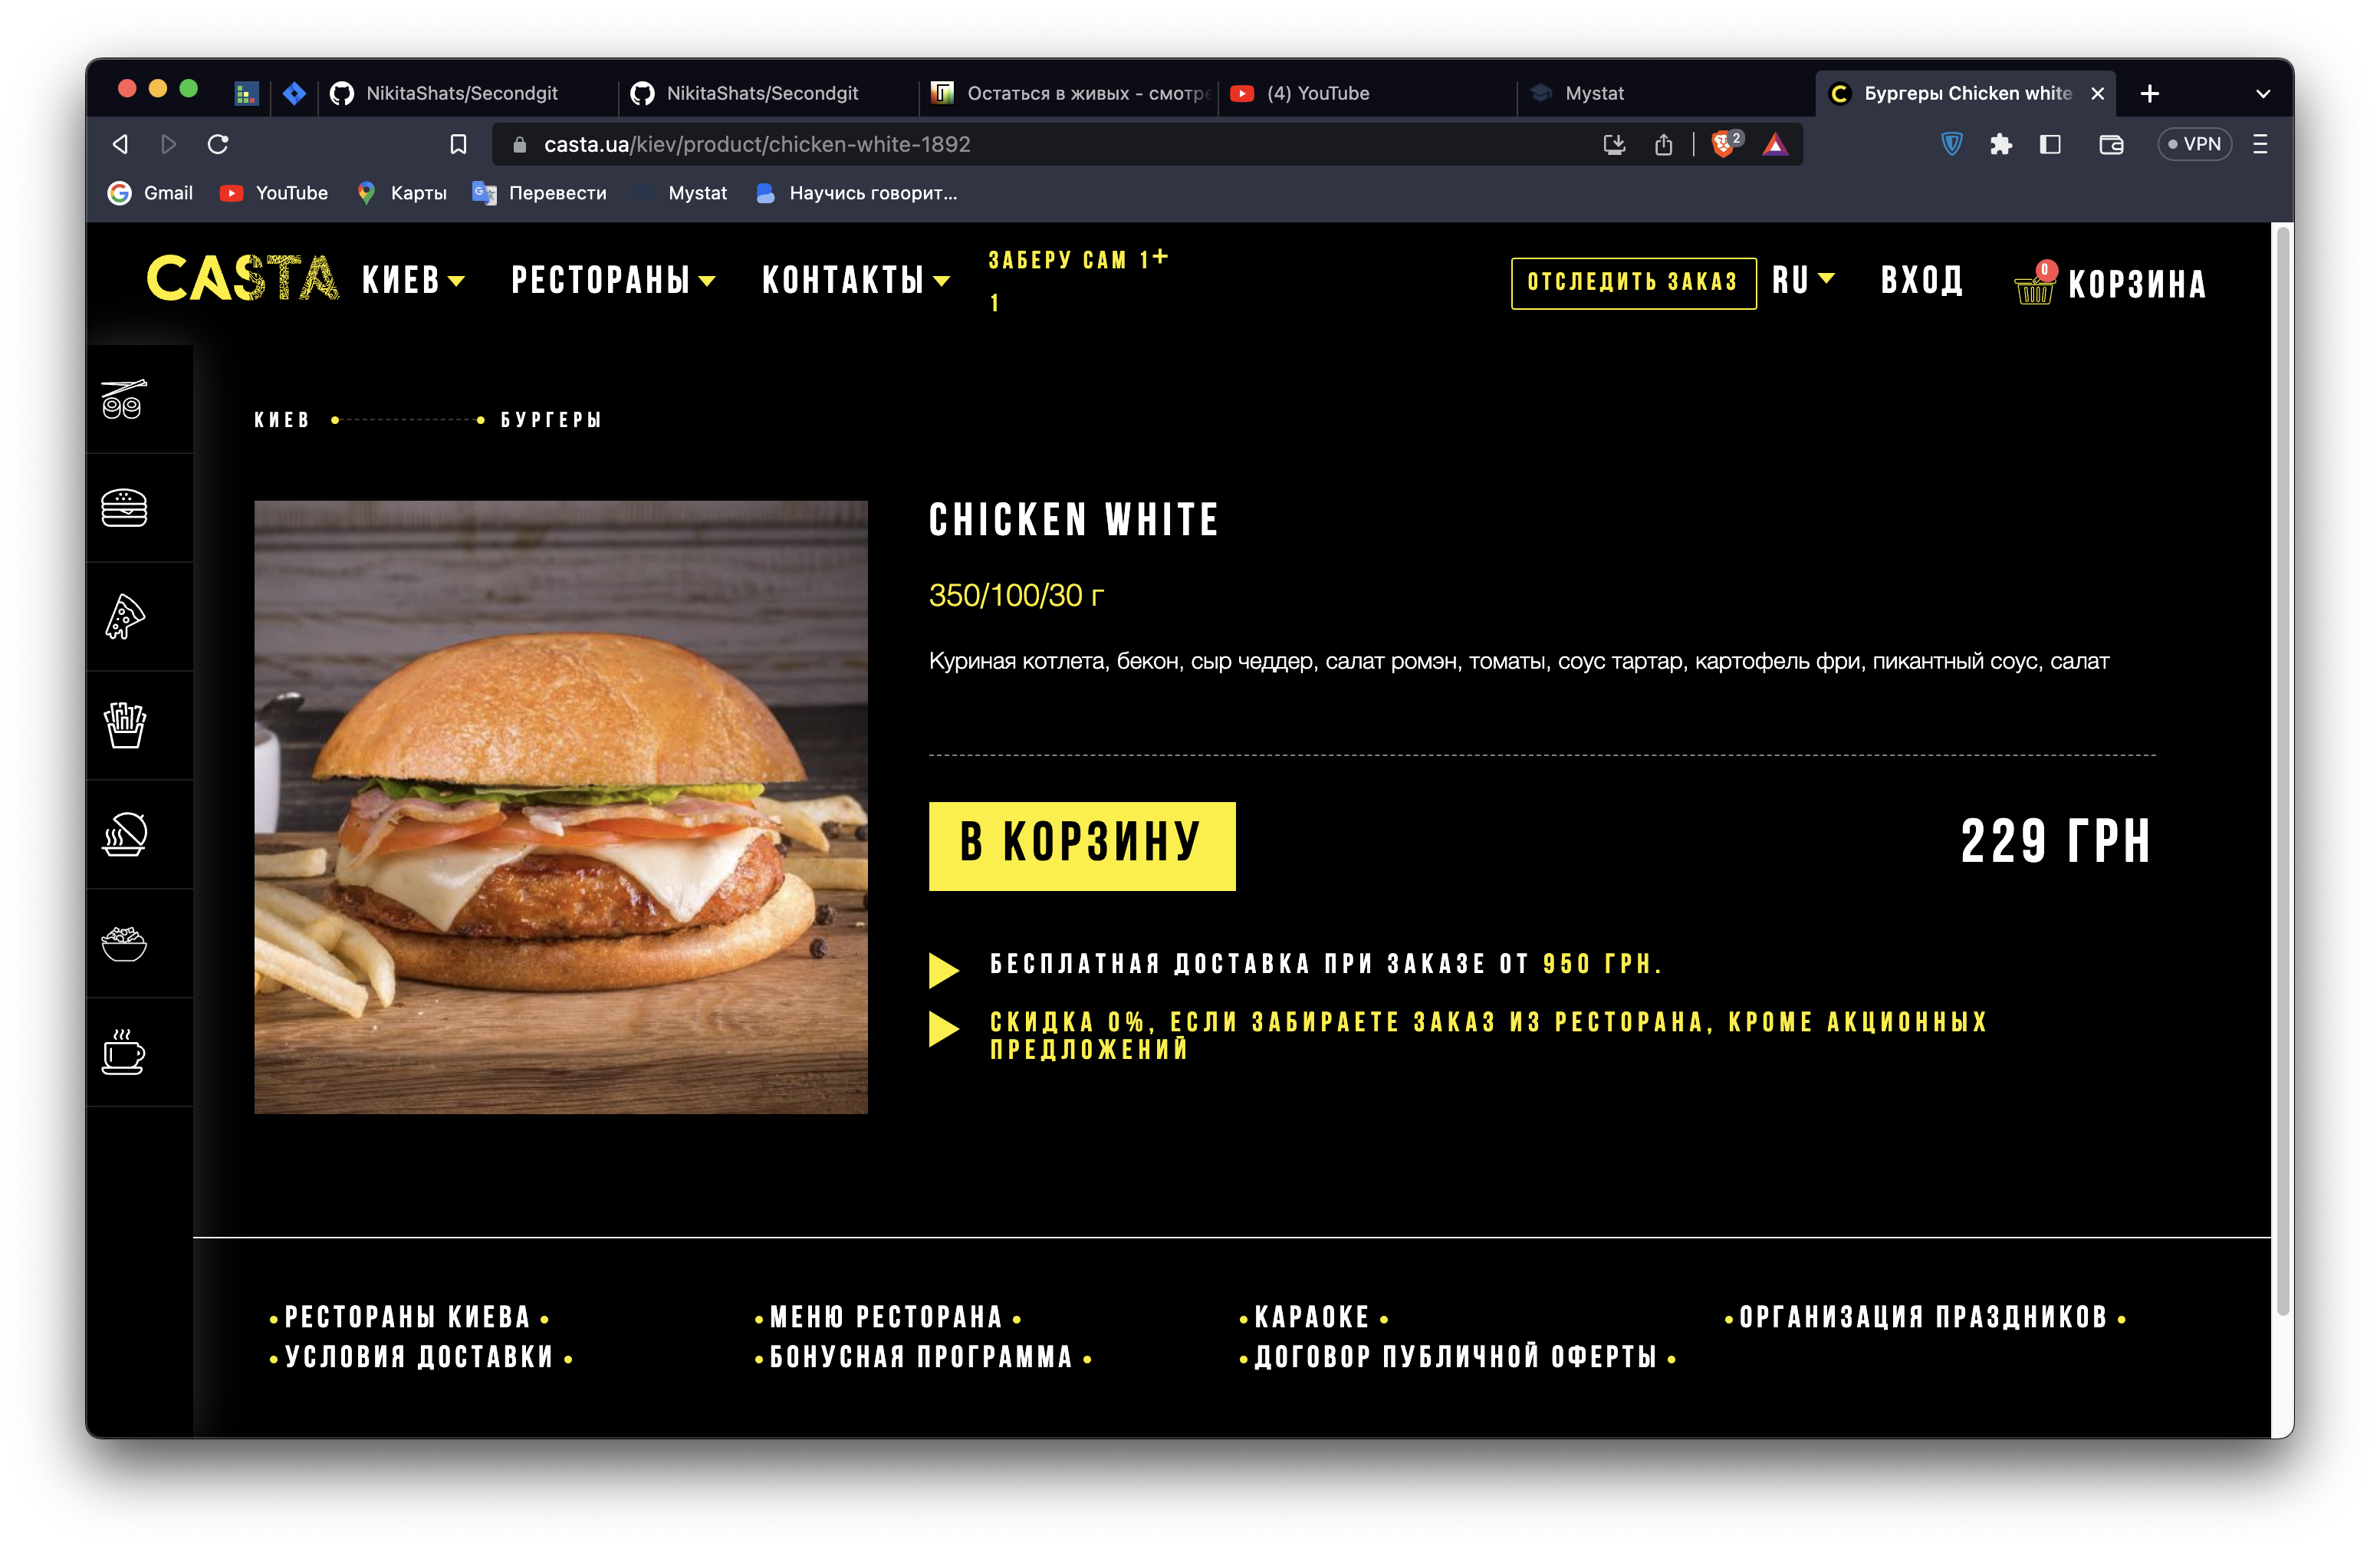 NikitaShats/Secondgit
NikitaShats/Secondgit
Остаться в живых - смотре
(4) YouTube
Mystat
Бургеры Chicken white
casta.ua/kiev/product/chicken-white-1892
2
VPN
Gmail
YouTube
Карты
Перевести
Mystat
Научись говорит...
CASTA
КИЕВ
РЕСТОРАНЫ
КОНТАКТЫ
ЗАБЕРУ САМ 1+
1
ОТСЛЕДИТЬ ЗАКАЗ
RU
ВХОД
0
КОРЗИНА
КИЕВ
БУРГЕРЫ
CHICKEN WHITE
350/100/30 г
Куриная котлета, бекон, сыр чеддер, салат ромэн, томаты, соус тартар, картофель фри, пикантный соус, салат
В КОРЗИНУ
229 ГРН
БЕСПЛАТНАЯ ДОСТАВКА ПРИ ЗАКАЗЕ ОТ 950 ГРН.
СКИДКА 0%, ЕСЛИ ЗАБИРАЕТЕ ЗАКАЗ ИЗ РЕСТОРАНА, КРОМЕ АКЦИОННЫХ
ПРЕДЛОЖЕНИЙ
РЕСТОРАНЫ КИЕВА
МЕНЮ РЕСТОРАНА
КАРАОКЕ
ОРГАНИЗАЦИЯ ПРАЗДНИКОВ
УСЛОВИЯ ДОСТАВКИ
БОНУСНАЯ ПРОГРАММА
ДОГОВОР ПУБЛИЧНОЙ ОФЕРТЫ